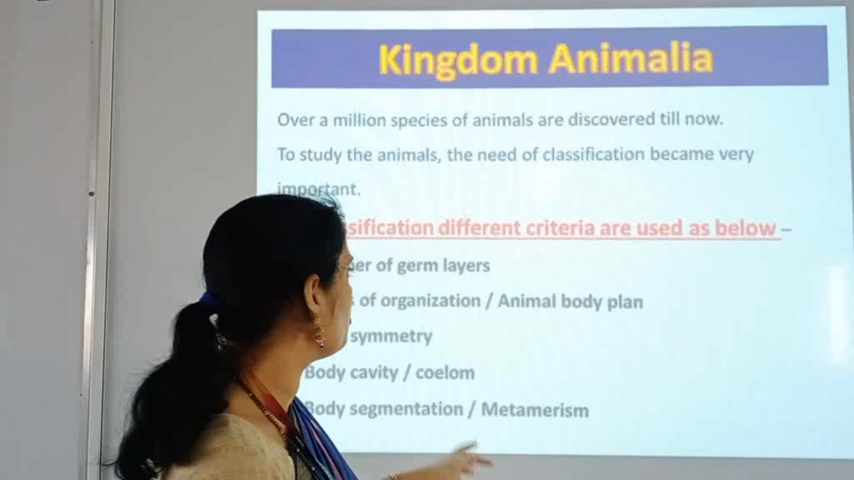 Kingdom Animalia
Over a million species of animals are discovered till now.
To study the animals, the need of classification became very
important.
sification different criteria are used as below –
er of germ layers
s of organization / Animal body plan
symmetry
Body cavity / coelom
Body segmentation / Metamerism